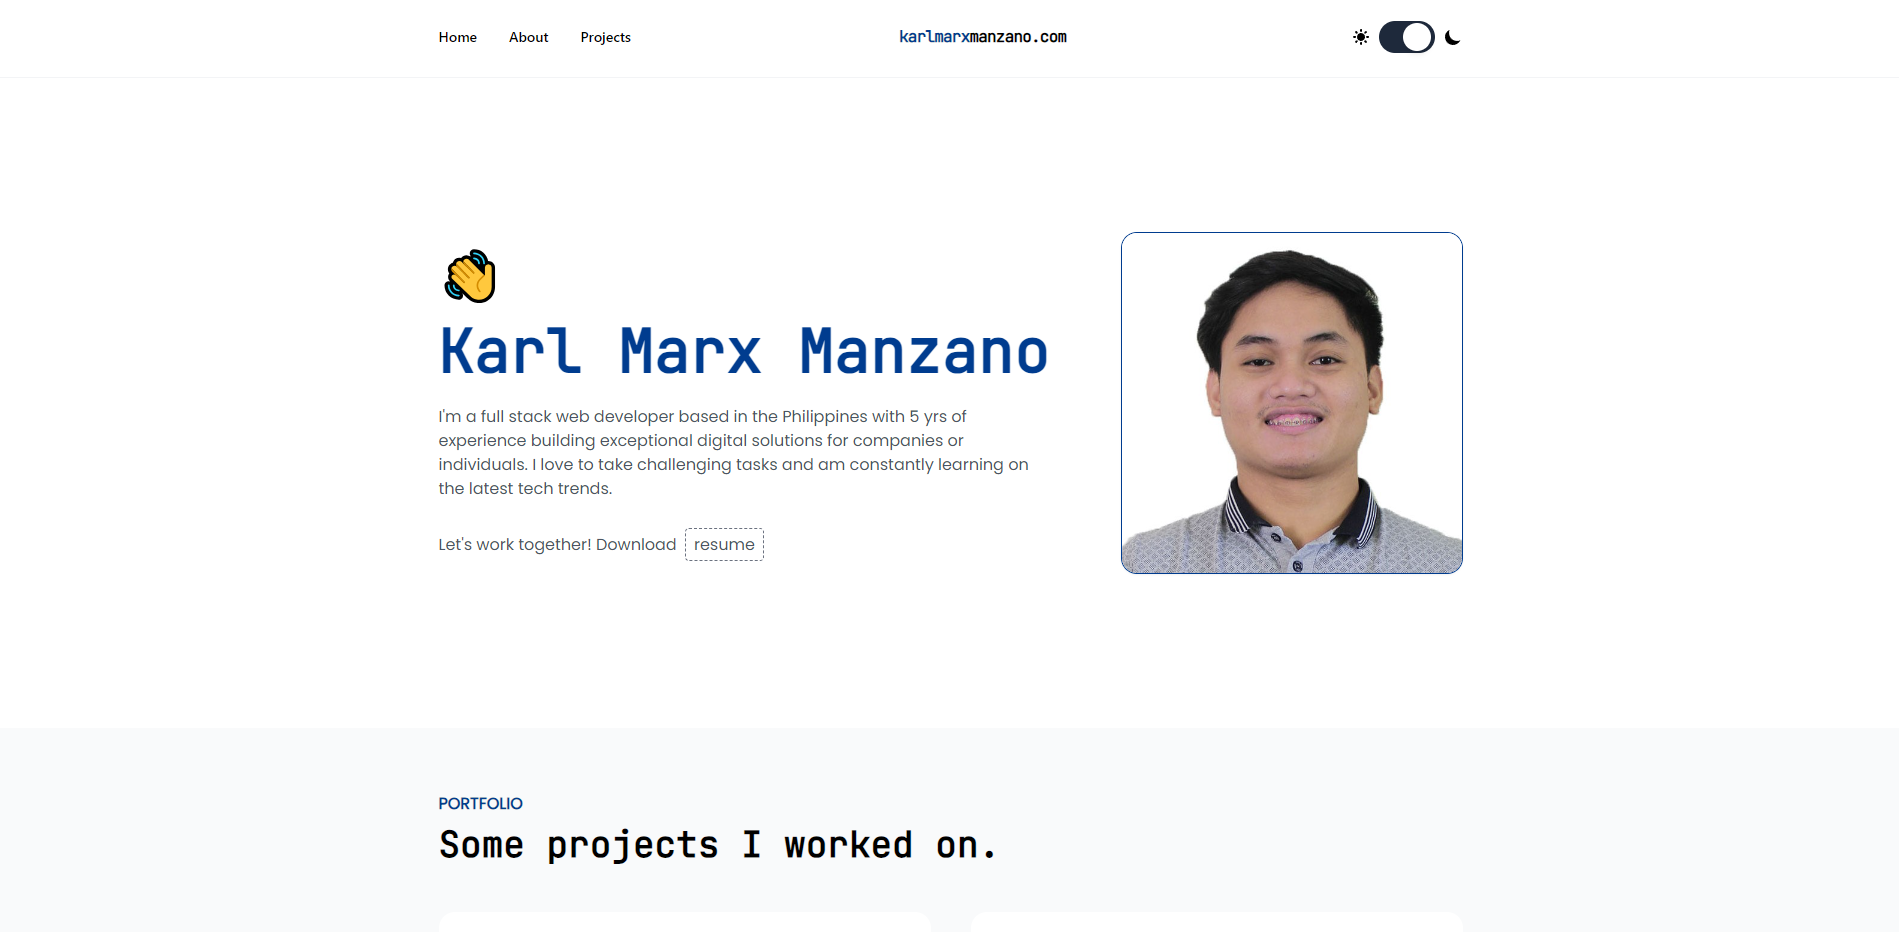 Home About Projects
karlmarxmanzano.com
Karl Marx Manzano
I'm a full stack web developer based in the Philippines with 5 yrs of
experience building exceptional digital solutions for companies or
individuals. I love to take challenging tasks and am constantly learning on
the latest tech trends.
Let's work together! Download resume
PORTFOLIO
Some projects I worked on.